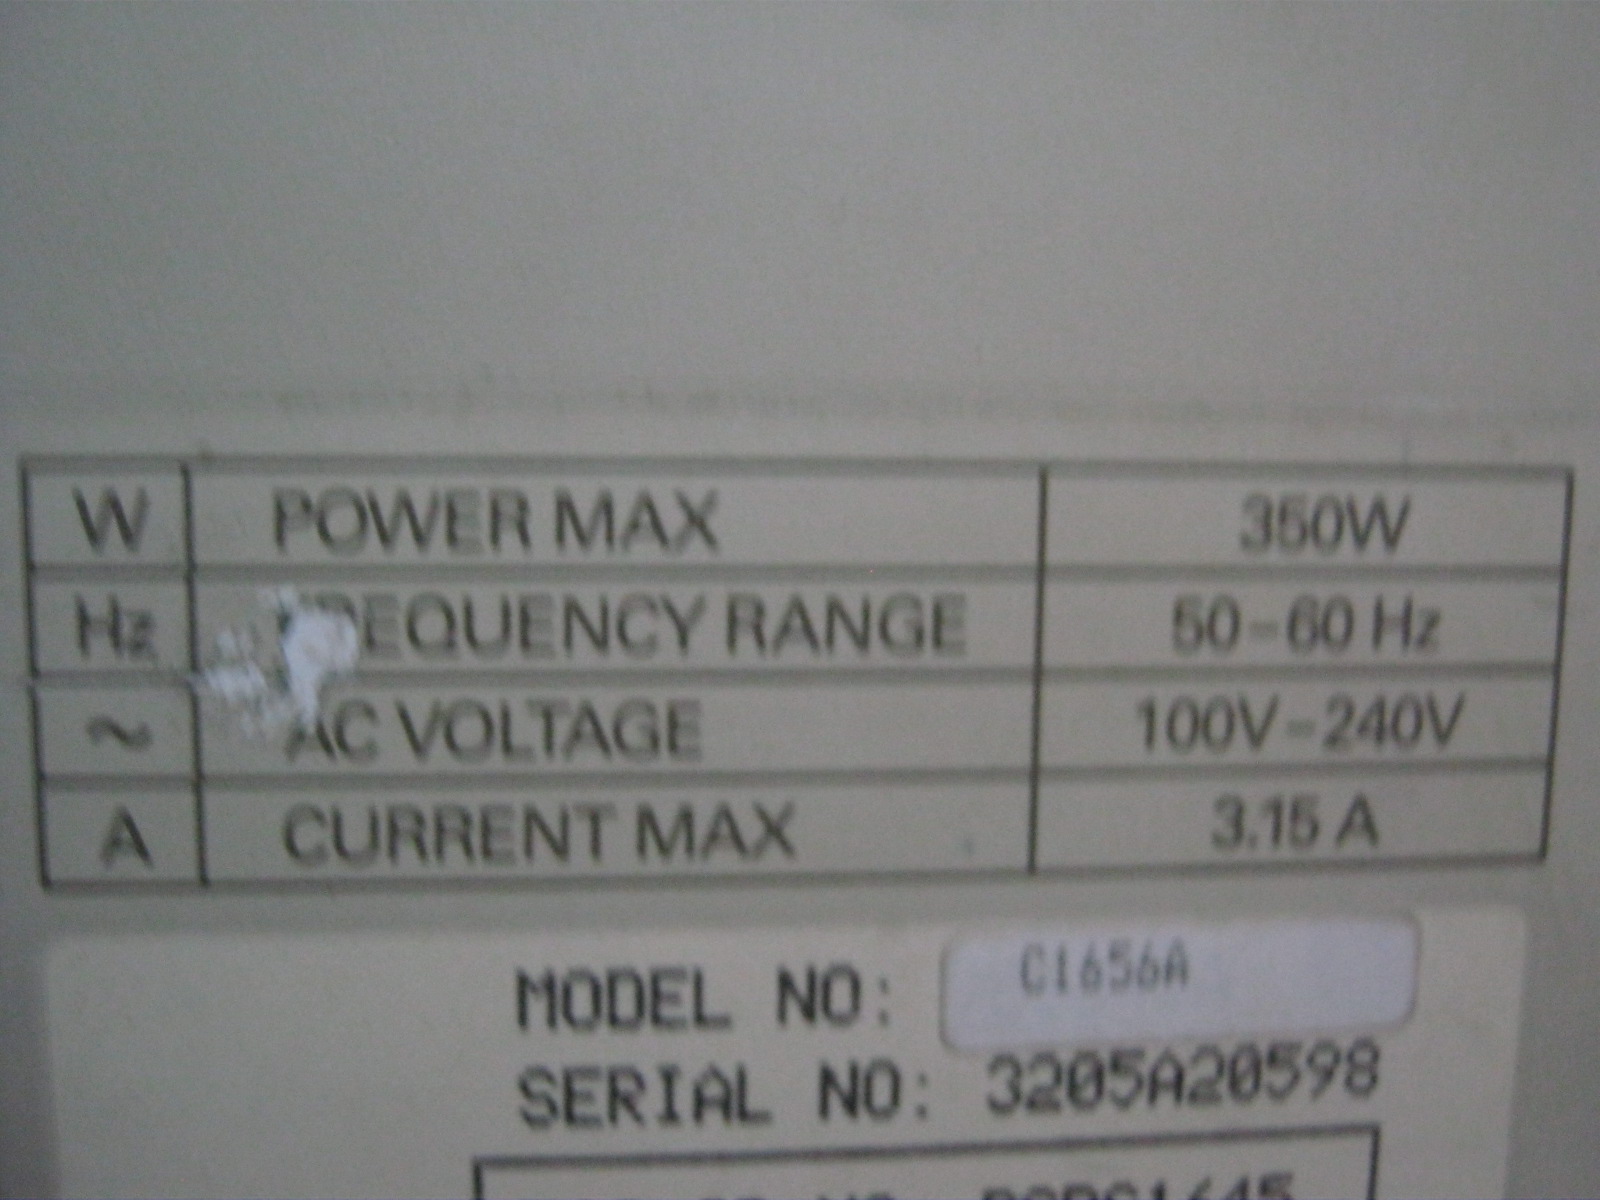 W POWER MAX 350W
Hz FREQUENCY RANGE 50-60 Hz
~ AC VOLTAGE 100V-240V
A CURRENT MAX 3.15 A
MODEL NO: C1656A
SERIAL NO: 3205A20598